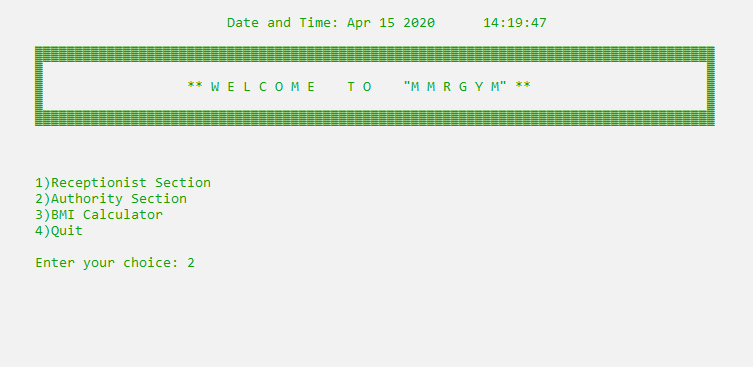 Date and Time: Apr 15 2020      14:19:47
** W E L C O M E    T O    "M M R G Y M" **
1)Receptionist Section
2)Authority Section
3)BMI Calculator
4)Quit
Enter your choice: 2